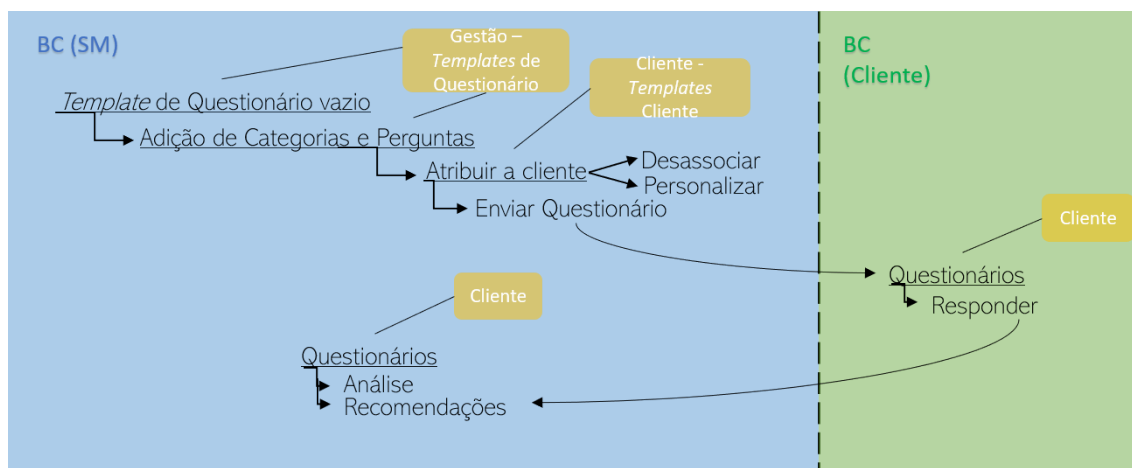 BC (SM)
Gestão –
Templates de
Questionário
Cliente -
Templates
Cliente
BC
(Cliente)
Template de Questionário vazio
Adição de Categorias e Perguntas
Atribuir a cliente
Desassociar
Personalizar
Enviar Questionário
Cliente
Questionários
Responder
Cliente
Questionários
Análise
Recomendações